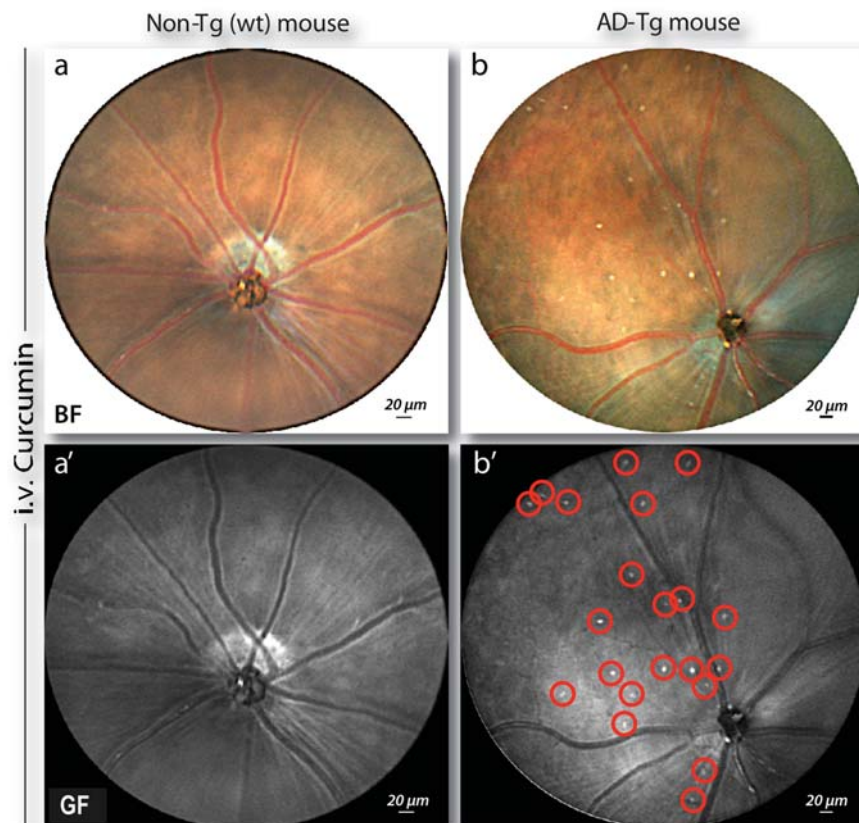 Non-Tg (wt) mouse
AD-Tg mouse
i.v. Curcumin
a
b
BF
20 µm
20 µm
a'
b'
GF
20 µm
20 µm